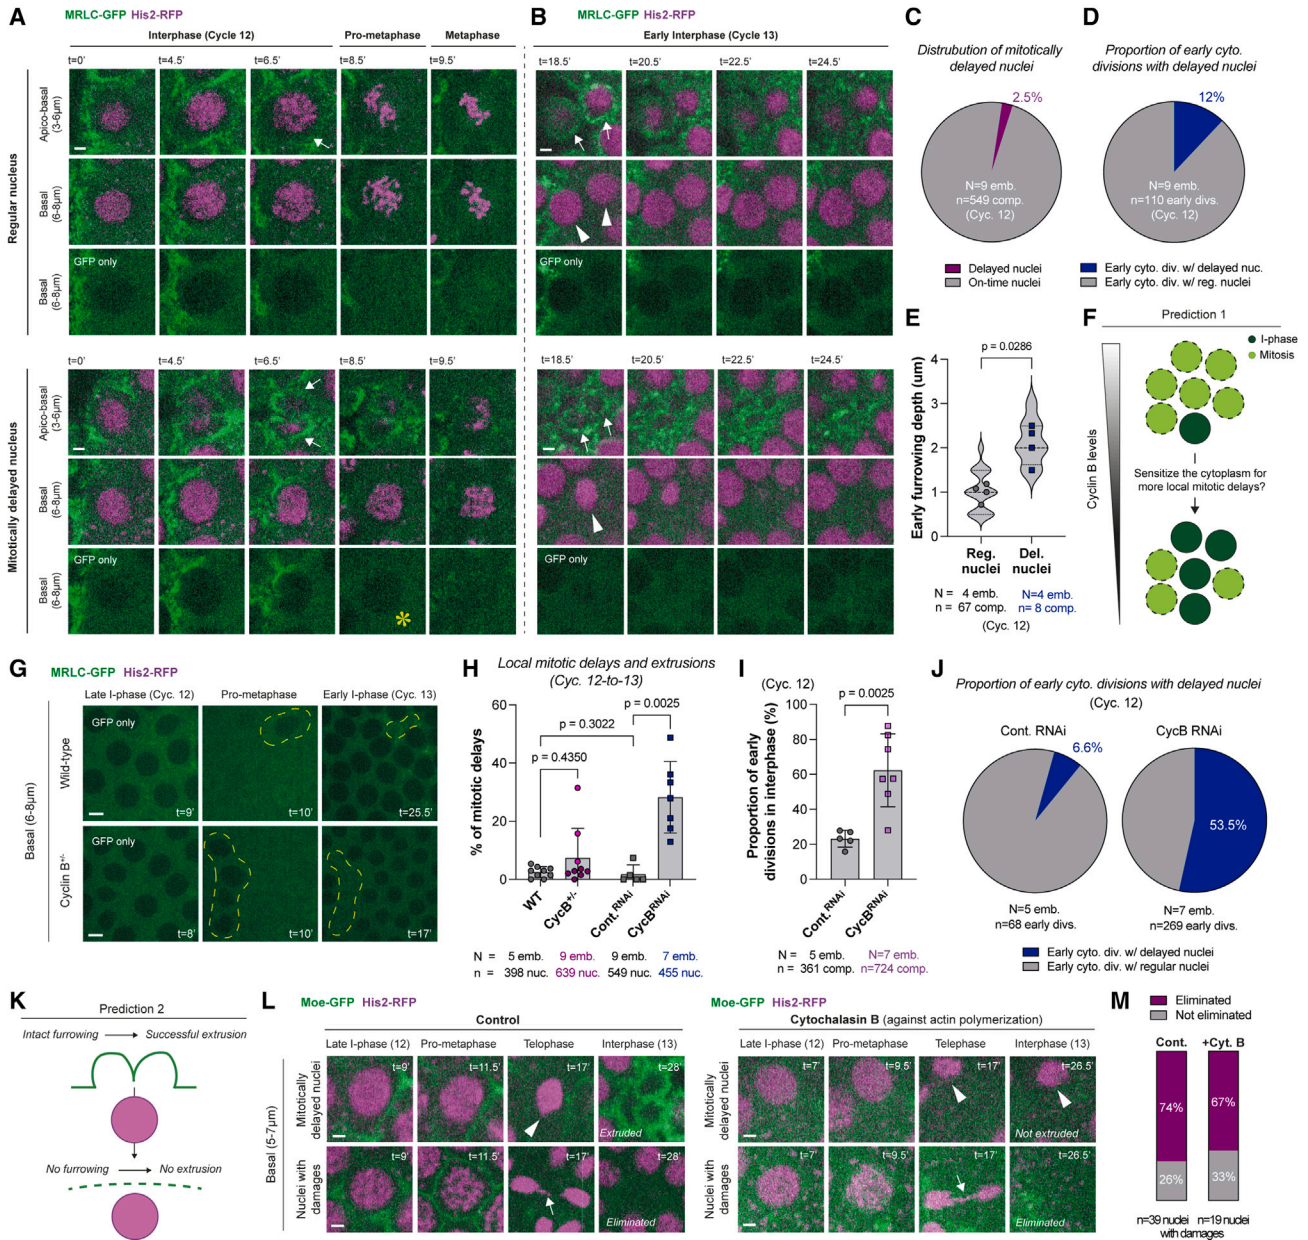 A
MRLC-GFP His2-RFP
Interphase (Cycle 12)
Pro-metaphase
Metaphase
t=0'
t=4.5'
t=6.5'
t=8.5'
t=9.5'
Regular nucleus
Apico-basal
(3-6μm)
Basal
(6-8μm)
Basal
(6-8μm)
GFP only
t=0'
t=4.5'
t=6.5'
t=8.5'
t=9.5'
Mitotically delayed nucleus
Apico-basal
(3-6μm)
Basal
(6-8μm)
Basal
(6-8μm)
GFP only
*
B
MRLC-GFP His2-RFP
Early Interphase (Cycle 13)
t=18.5'
t=20.5'
t=22.5'
t=24.5'
GFP only
t=18.5'
t=20.5'
t=22.5'
t=24.5'
GFP only
C
Distrubution of mitotically
delayed nuclei
2.5%
N=9 emb.
n=549 comp.
(Cyc. 12)
Delayed nuclei
On-time nuclei
D
Proportion of early cyto.
divisions with delayed nuclei
12%
N=9 emb.
n=110 early divs.
(Cyc. 12)
Early cyto. div. w/ delayed nuc.
Early cyto. div. w/ reg. nuclei
E
p = 0.0286
Early furrowing depth (um)
4
3
2
1
0
Reg.
nuclei
Del.
nuclei
N = 4 emb. N=4 emb.
n = 67 comp. n= 8 comp.
(Cyc. 12)
F
Prediction 1
I-phase
Mitosis
Cyclin B levels
Sensitize the cytoplasm for
more local mitotic delays?
G
MRLC-GFP His2-RFP
Late I-phase (Cyc. 12)
Pro-metaphase
Early I-phase (Cyc. 13)
Basal (6-8μm)
Wild-type
GFP only
t=9'
t=10'
t=25.5'
Cyclin B+/-
GFP only
t=8'
t=10'
t=17'
H
Local mitotic delays and extrusions
(Cyc. 12-to-13)
p = 0.0025
p = 0.3022
p = 0.4350
% of mitotic delays
60
40
20
0
WT
CycB+/-
Cont.RNAi
CycBRNAi
N = 5 emb. 9 emb. 9 emb. 7 emb.
n = 398 nuc. 639 nuc. 549 nuc. 455 nuc.
I
(Cyc. 12)
p = 0.0025
Proportion of early
divisions in interphase (%)
100
80
60
40
20
0
Cont.RNAi
CycBRNAi
N = 5 emb. N=7 emb.
n = 361 comp. n=724 comp.
J
Proportion of early cyto. divisions with delayed nuclei
(Cyc. 12)
Cont. RNAi
CycB RNAi
6.6%
53.5%
N=5 emb.
n=68 early divs.
N=7 emb.
n=269 early divs.
Early cyto. div. w/ delayed nuclei
Early cyto. div. w/ regular nuclei
K
Prediction 2
Intact furrowing
Successful extrusion
No furrowing
No extrusion
L
Moe-GFP His2-RFP
Control
Late I-phase (12)
Pro-metaphase
Telophase
Interphase (13)
Basal (5-7μm)
Mitotically
delayed nuclei
t=9'
t=11.5'
t=17'
t=28'
Extruded
Nuclei with
damages
t=9'
t=11.5'
t=17'
t=28'
Eliminated
Moe-GFP His2-RFP
Cytochalasin B (against actin polymerization)
Late I-phase (12)
Pro-metaphase
Telephase
Interphase (13)
Mitotically
delayed nuclei
t=7'
t=9.5'
t=17'
t=26.5'
Not extruded
Nuclei with
damages
t=7'
t=9.5'
t=17'
t=26.5'
Eliminated
M
Eliminated
Not eliminated
Cont.
+Cyt. B
74%
67%
26%
33%
n=39 nuclei n=19 nuclei
with damages